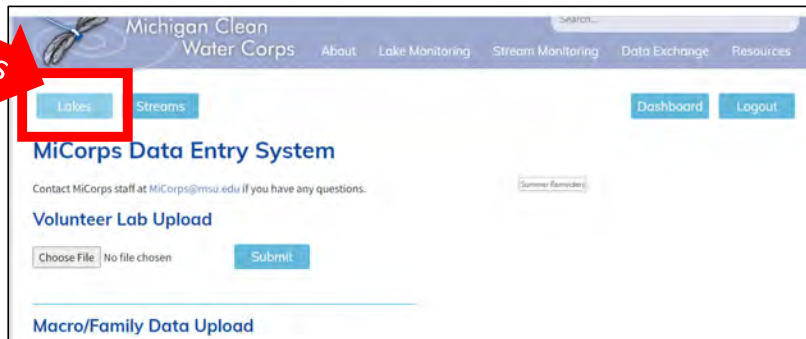 Search...
Michigan Clean
Water Corps
About Lake Monitoring Stream Monitoring Data Exchange Resources
s
Lakes Streams Dashboard Logout
MiCorps Data Entry System
Contact MiCorps staff at MiCorps@msu.edu if you have any questions.
Summer Reminders
Volunteer Lab Upload
Choose File No file chosen Submit
Macro/Family Data Upload